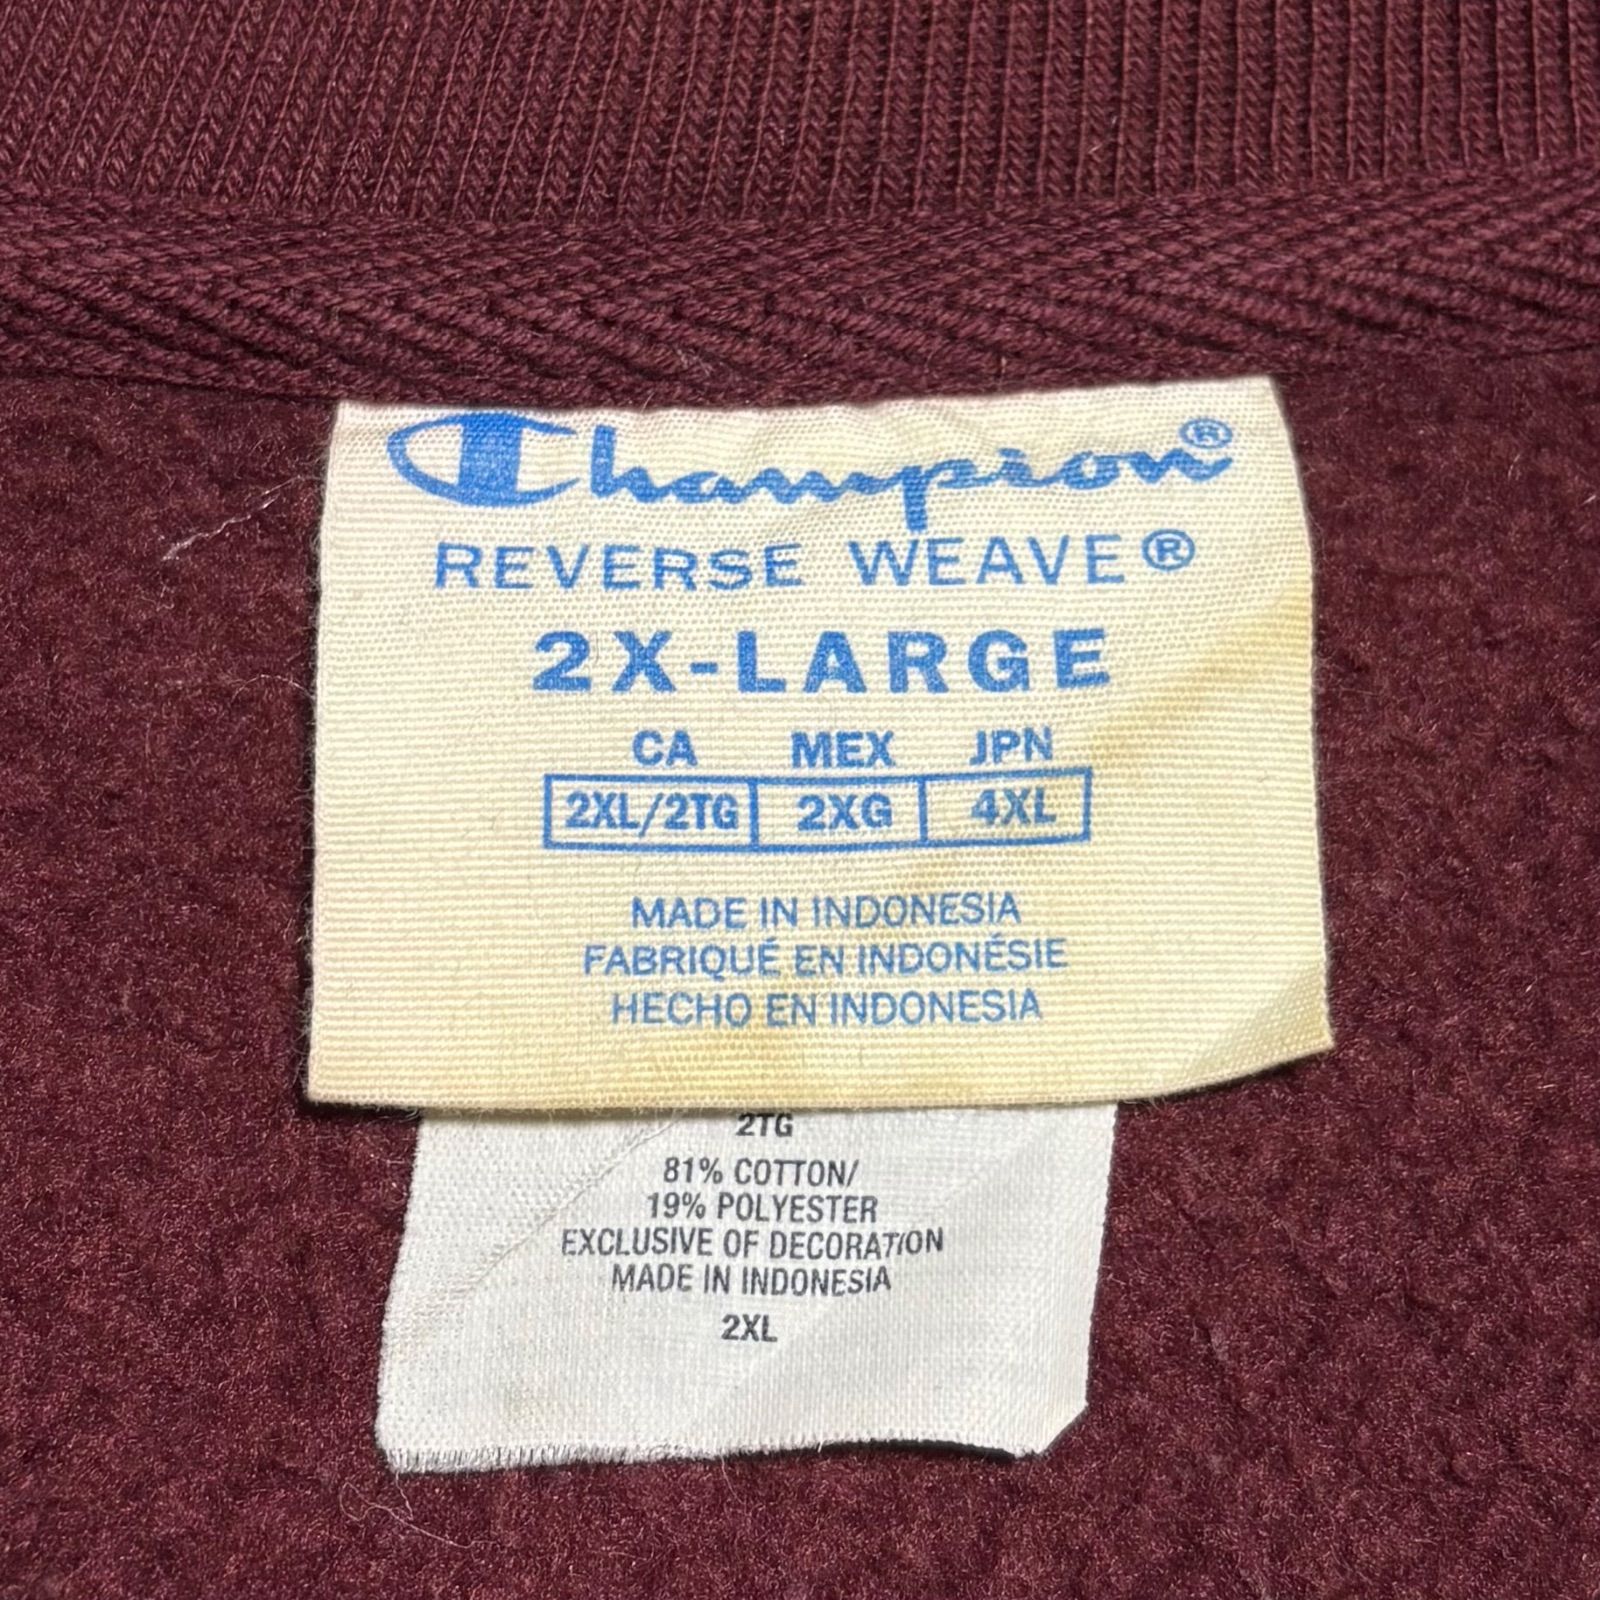 Champion®
REVERSE WEAVE®
2X-LARGE
CA MEX JPN
2XL/2TG 2XG 4XL
MADE IN INDONESIA
FABRIQUÉ EN INDONÉSIE
HECHO EN INDONESIA
2TG
81% COTTON/
19% POLYESTER
EXCLUSIVE OF DECORATION
MADE IN INDONESIA
2XL